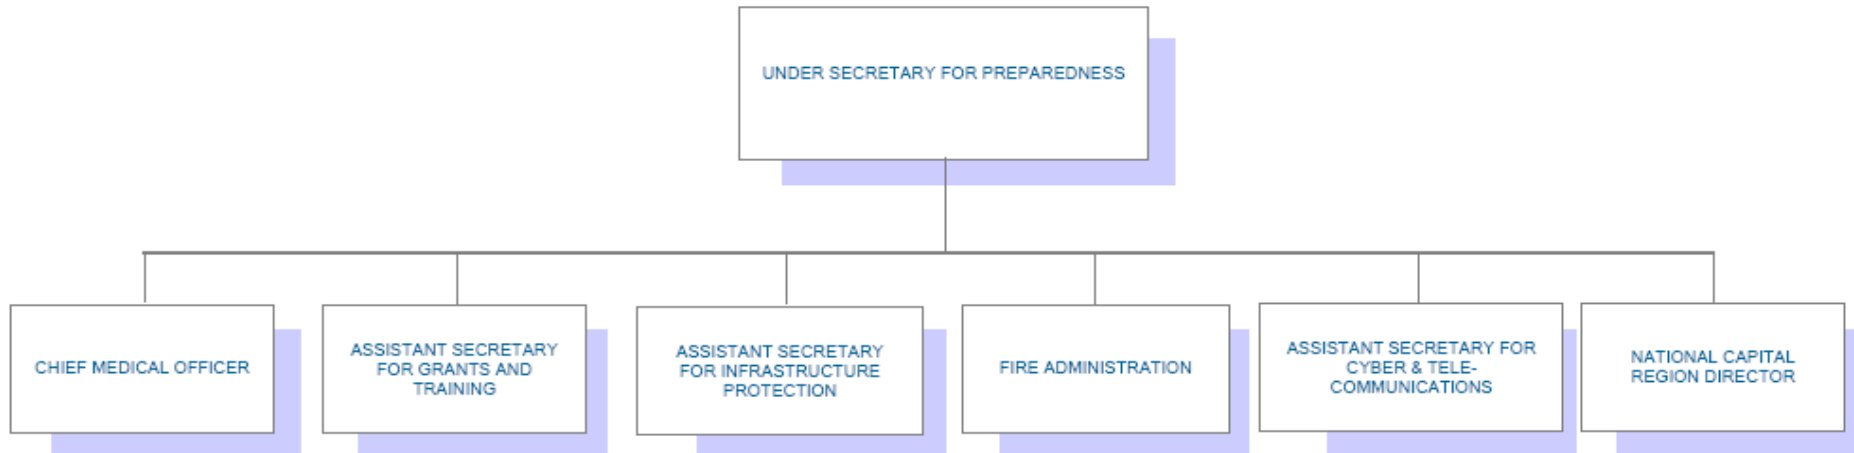 UNDER SECRETARY FOR PREPAREDNESS
CHIEF MEDICAL OFFICER
ASSISTANT SECRETARY
FOR GRANTS AND
TRAINING
ASSISTANT SECRETARY
FOR INFRASTRUCTURE
PROTECTION
FIRE ADMINISTRATION
ASSISTANT SECRETARY FOR
CYBER & TELE-
COMMUNICATIONS
NATIONAL CAPITAL
REGION DIRECTOR